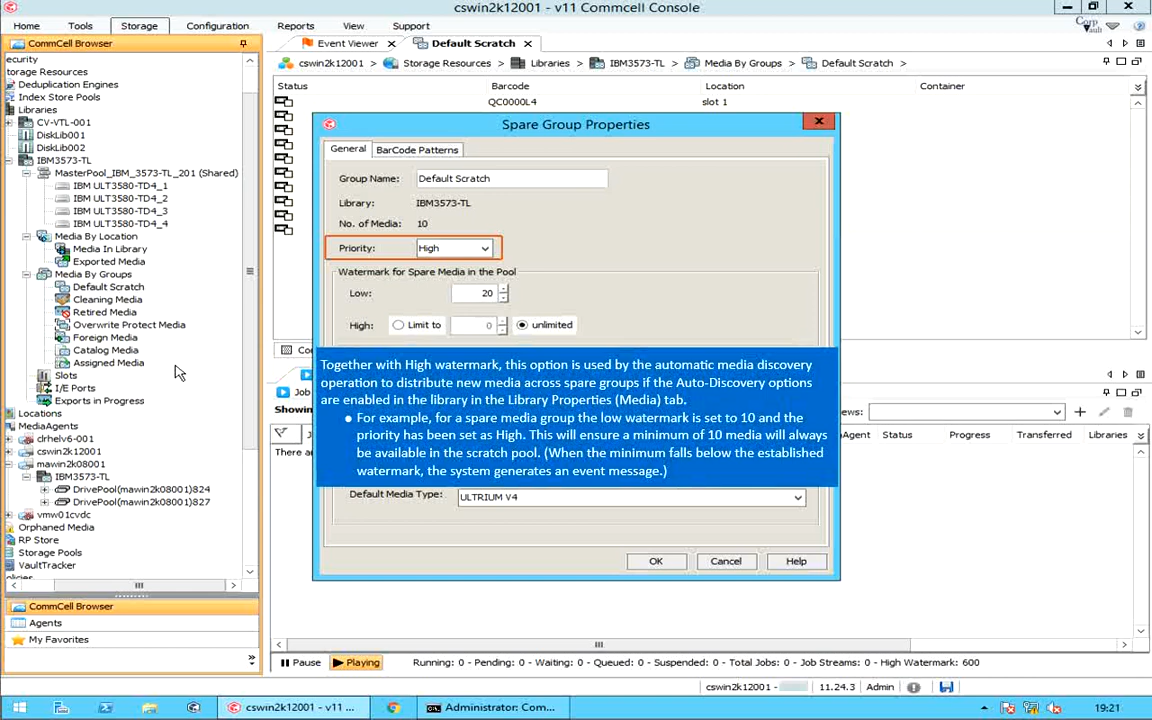 cswin2k12001 - v11 Commcell Console
Home Tools Storage Configuration Reports View Support
Corp
Vault
CommCell Browser
Event Viewer Default Scratch
cswin2k12001 > Storage Resources > Libraries > IBM3573-TL > Media By Groups > Default Scratch >
ecurity
torage Resources
Deduplication Engines
Index Store Pools
Libraries
CV-VTL-001
DiskLib001
DiskLib002
IBM3573-TL
MasterPool_IBM_3573-TL_201 (Shared)
IBM ULT3580-TD4_1
IBM ULT3580-TD4_2
IBM ULT3580-TD4_3
IBM ULT3580-TD4_4
Media By Location
Media In Library
Exported Media
Media By Groups
Default Scratch
Cleaning Media
Retired Media
Overwrite Protect Media
Foreign Media
Catalog Media
Assigned Media
Slots
I/E Ports
Exports in Progress
Locations
MediaAgents
clrhelv6-001
cswin2k12001
mawin2k08001
IBM3573-TL
DrivePool(mawin2k08001)824
DrivePool(mawin2k08001)827
vmw01cvdc
Orphaned Media
RP Store
Storage Pools
VaultTracker
CommCell Browser
Agents
My Favorites
Status Barcode Location Container
QC0000L4 slot 1
Spare Group Properties
General BarCode Patterns
Group Name: Default Scratch
Library: IBM3573-TL
No. of Media: 10
Priority: High
Watermark for Spare Media in the Pool
Low: 20
High: Limit to 0 unlimited
Together with High watermark, this option is used by the automatic media discovery
operation to distribute new media across spare groups if the Auto-Discovery options
are enabled in the library in the Library Properties (Media) tab.
For example, for a spare media group the low watermark is set to 10 and the
priority has been set as High. This will ensure a minimum of 10 media will always
be available in the scratch pool. (When the minimum falls below the established
watermark, the system generates an event message.)
Default Media Type: ULTRIUM V4
OK Cancel Help
Co
Job
Showin
ews:
J
Agent Status Progress Transferred Libraries
There ar
Pause Playing Running: 0 - Pending: 0 - Waiting: 0 - Queued: 0 - Suspended: 0 - Total Jobs: 0 - Job Streams: 0 - High Watermark: 600
cswin2k12001 - 11.24.3 Admin
cswin2k12001 - v11 ... Administrator: Com... 19:21